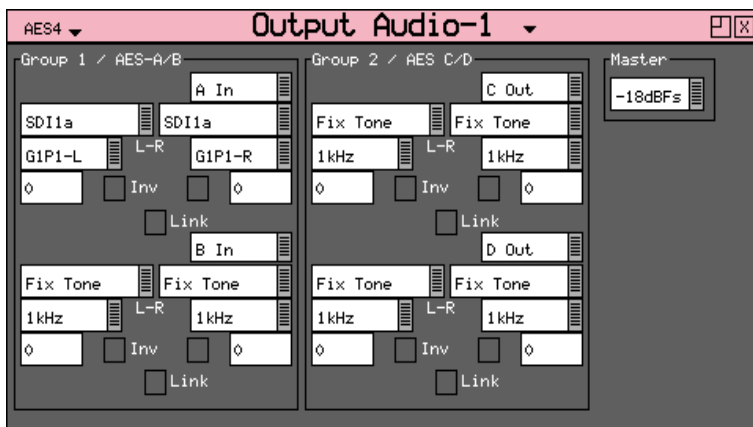 AES4 Output Audio-1
Group 1 / AES-A/B
A In
SDI1a SDI1a
G1P1-L L-R G1P1-R
0 Inv 0
Link
B In
Fix Tone Fix Tone
1kHz L-R 1kHz
0 Inv 0
Link
Group 2 / AES C/D
C Out
Fix Tone Fix Tone
1kHz L-R 1kHz
0 Inv 0
Link
D Out
Fix Tone Fix Tone
1kHz L-R 1kHz
0 Inv 0
Link
Master
-18dBFs